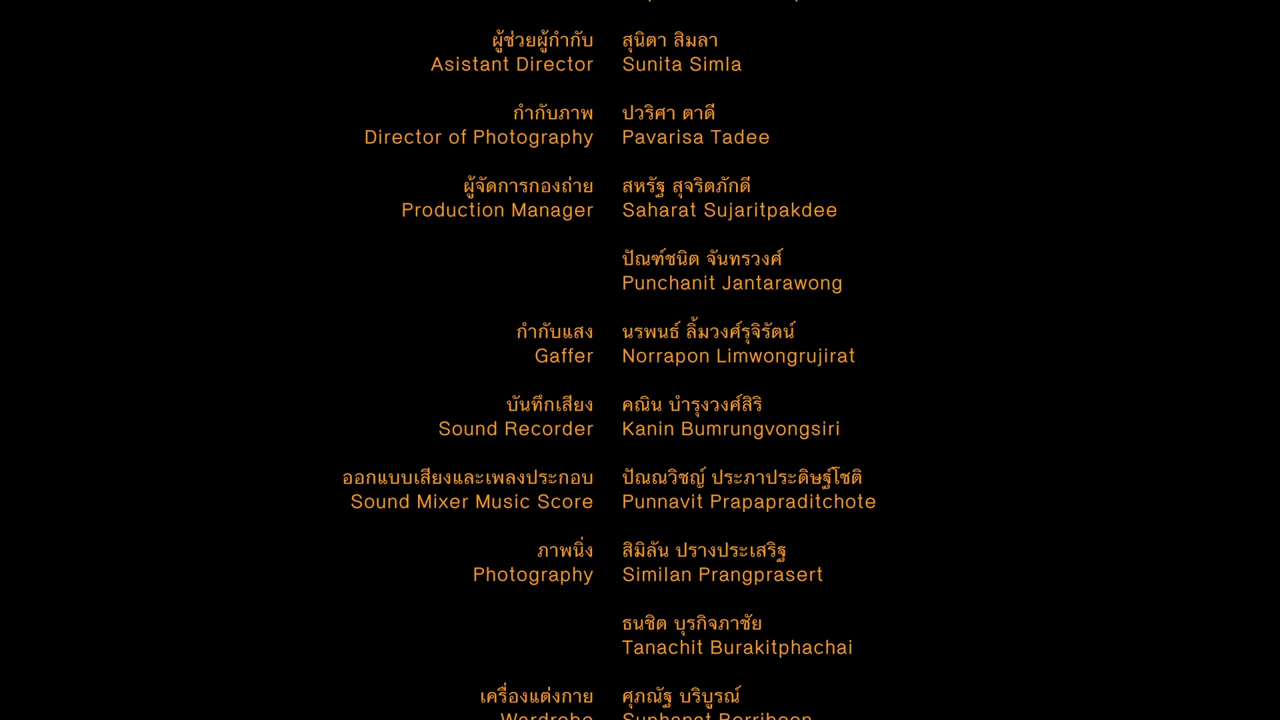 ผู้ช่วยผู้กำกับ สุนิตา สิมลา
Asistant Director Sunita Simla
กำกับภาพ ปวริศา ตาดี
Director of Photography Pavarisa Tadee
ผู้จัดการกองถ่าย สหรัฐ สุจริตภักดี
Production Manager Saharat Sujaritpakdee
ปัณฑ์ชนิต จันทรวงศ์
Punchanit Jantarawong
กำกับแสง นรพนธ์ ลิ้มวงศ์รุจิรัตน์
Gaffer Norrapon Limwongrujirat
บันทึกเสียง คณิน บำรุงวงศ์สิริ
Sound Recorder Kanin Bumrungvongsiri
ออกแบบเสียงและเพลงประกอบ ปัณณวิชญ์ ประภาประดิษฐ์โชติ
Sound Mixer Music Score Punnavit Prapapraditchote
ภาพนิ่ง สิมิลัน ปรางประเสริฐ
Photography Similan Prangprasert
ธนชิต บุรกิจภาชัย
Tanachit Burakitphachai
เครื่องแต่งกาย ศุภณัฐ บริบูรณ์
Wardrobe Suphanat Borriboon